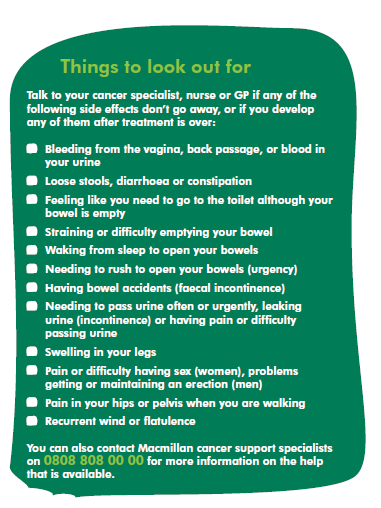 Things to look out for
Talk to your cancer specialist, nurse or GP if any of the
following side effects don't go away, or if you develop
any of them after treatment is over:
Bleeding from the vagina, back passage, or blood in
your urine
Loose stools, diarrhoea or constipation
Feeling like you need to go to the toilet although your
bowel is empty
Straining or difficulty emptying your bowel
Waking from sleep to open your bowels
Needing to rush to open your bowels (urgency)
Having bowel accidents (faecal incontinence)
Needing to pass urine often or urgently, leaking
urine (incontinence) or having pain or difficulty
passing urine
Swelling in your legs
Pain or difficulty having sex (women), problems
getting or maintaining an erection (men)
Pain in your hips or pelvis when you are walking
Recurrent wind or flatulence
You can also contact Macmillan cancer support specialists
on 0808 808 00 00 for more information on the help
that is available.